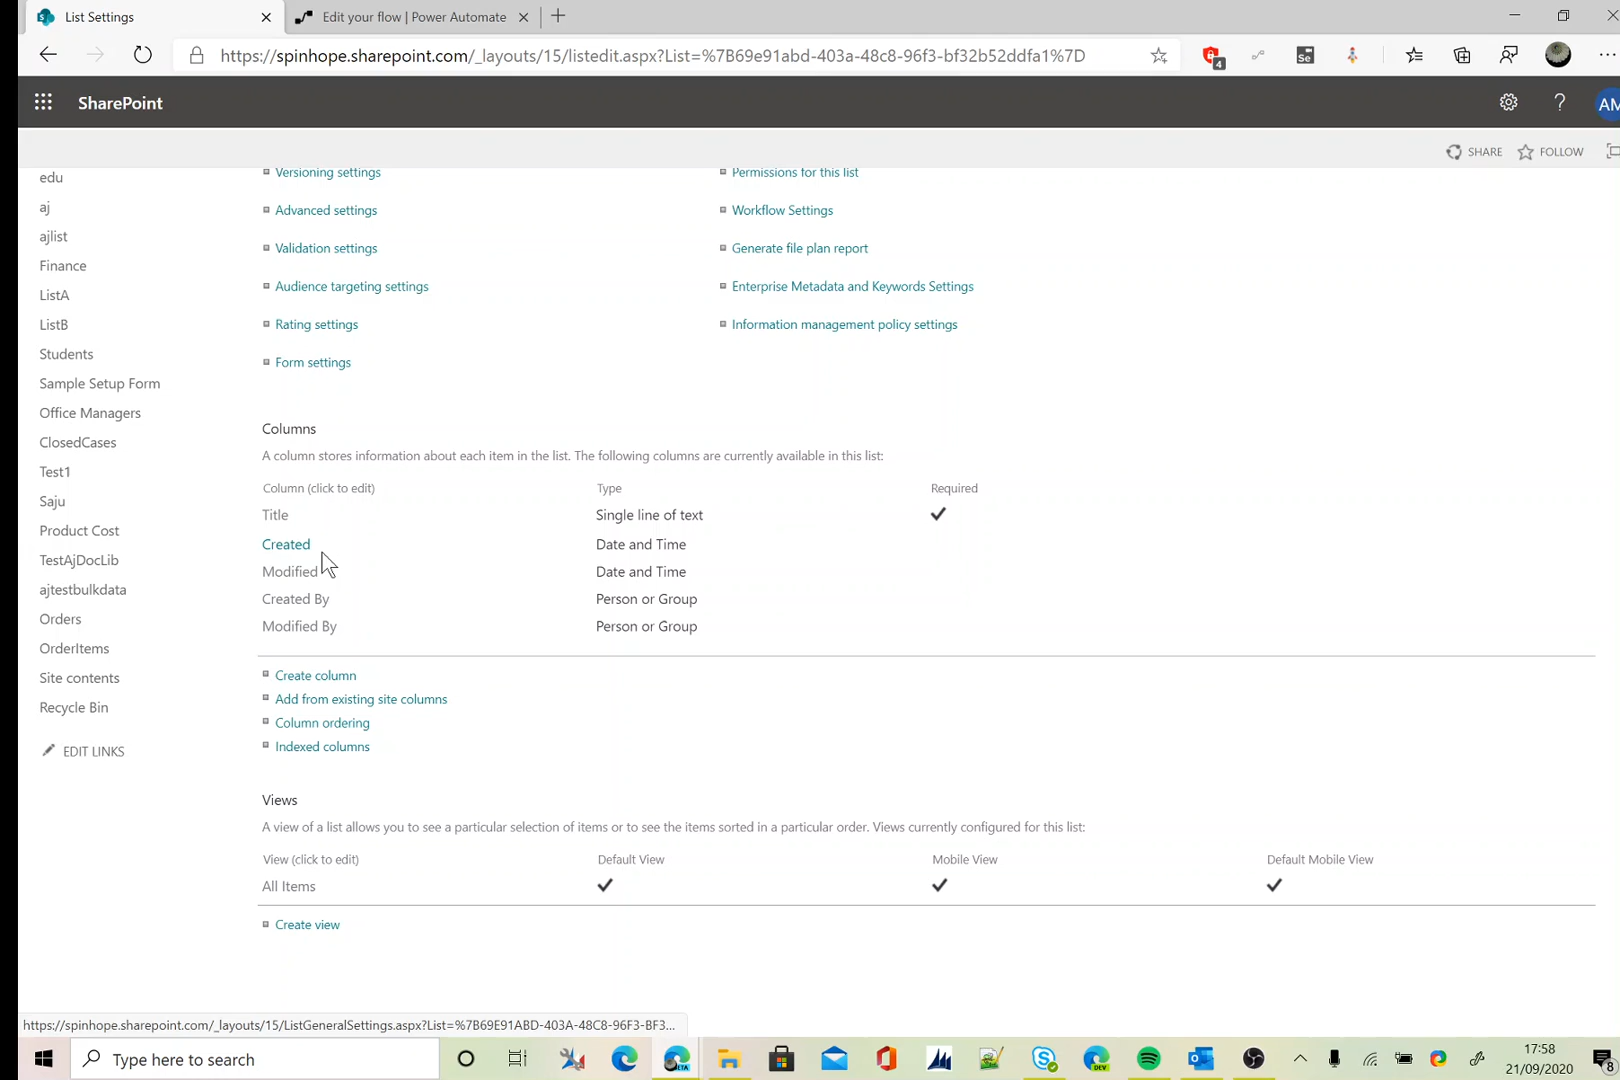 List Settings
Edit your flow | Power Automate
https://spinhope.sharepoint.com/_layouts/15/listedit.aspx?List=%7B69e91abd-403a-48c8-96f3-bf32b52ddfa1%7D
4
Se
SharePoint
?
AM
SHARE
FOLLOW
edu
aj
ajlist
Finance
ListA
ListB
Students
Sample Setup Form
Office Managers
ClosedCases
Test1
Saju
Product Cost
TestAjDocLib
ajtestbulkdata
Orders
OrderItems
Site contents
Recycle Bin
EDIT LINKS
Versioning settings
Permissions for this list
Advanced settings
Workflow Settings
Validation settings
Generate file plan report
Audience targeting settings
Enterprise Metadata and Keywords Settings
Rating settings
Information management policy settings
Form settings
Columns
A column stores information about each item in the list. The following columns are currently available in this list:
Column (click to edit) Type Required
Title Single line of text
Created Date and Time
Modified Date and Time
Created By Person or Group
Modified By Person or Group
Create column
Add from existing site columns
Column ordering
Indexed columns
Views
A view of a list allows you to see a particular selection of items or to see the items sorted in a particular order. Views currently configured for this list:
View (click to edit) Default View Mobile View Default Mobile View
All Items
Create view
https://spinhope.sharepoint.com/_layouts/15/ListGeneralSettings.aspx?List=%7B69E91ABD-403A-48C8-96F3-BF3...
Type here to search
BETA
DEV
17:58
21/09/2020
8